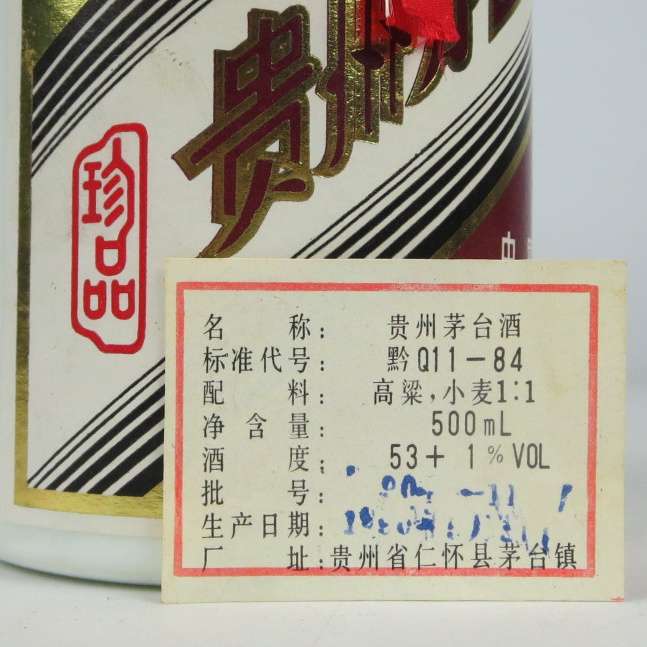 贵州
珍品
名称：贵州茅台酒
标准代号：黔Q11-84
配料：高粱，小麦1:1
净含量：500mL
酒度：53+ 1%VOL
批号：
生产日期：
厂址：贵州省仁怀县茅台镇